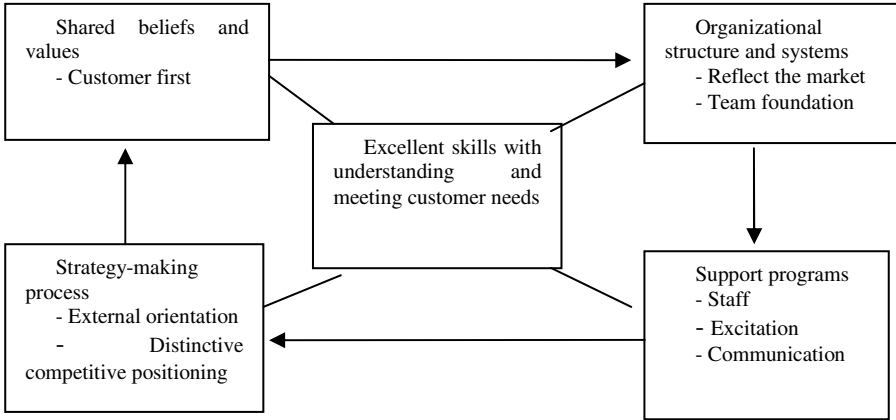 Shared beliefs and
values
- Customer first
Organizational
structure and systems
- Reflect the market
- Team foundation
Excellent skills with
understanding and
meeting customer needs
Strategy-making
process
- External orientation
- Distinctive
competitive positioning
Support programs
- Staff
- Excitation
- Communication